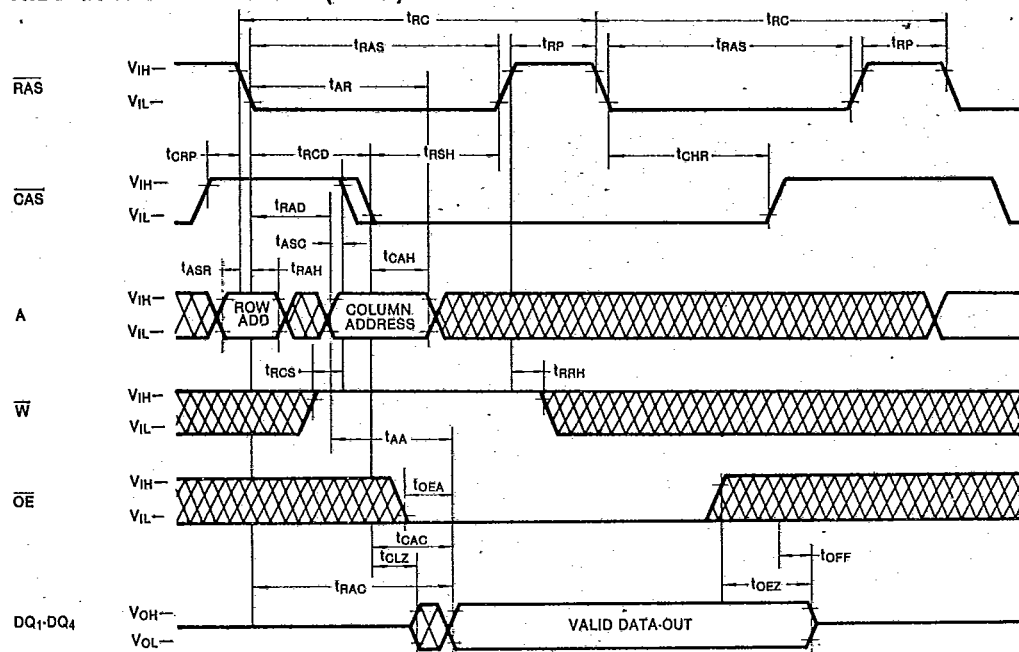 tRC tRC
tRAS tRP tRAS tRP
RAS VIH VIL tAR
tCRP tRCD tRSH tCHR
CAS VIH VIL
tRAD
tASC
tASR tRAH tCAH
A VIH VIL ROW ADD COLUMN ADDRESS
tRCS tRRH
W VIH VIL
tAA
OE VIH VIL tOEA
tCAC
tCLZ tOFF
tRAC tOEZ
DQ1-DQ4 VOH VOL VALID DATA-OUT